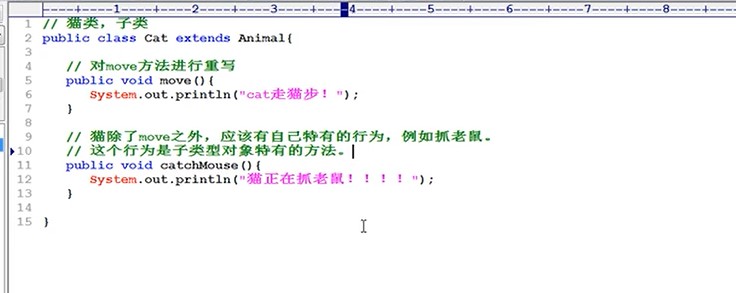 ----+----1----+----2----+----3----+----4----+----5----+----6----+----7----+----8----+--
1 // 猫类，子类
2 public class Cat extends Animal{
3
4 // 对move方法进行重写
5 public void move(){
6 System.out.println("cat走猫步！");
7 }
8
9 // 猫除了move之外，应该有自己特有的行为，例如抓老鼠。
10 // 这个行为是子类型对象特有的方法。
11 public void catchMouse(){
12 System.out.println("猫正在抓老鼠！！！！");
13 }
14
15 }